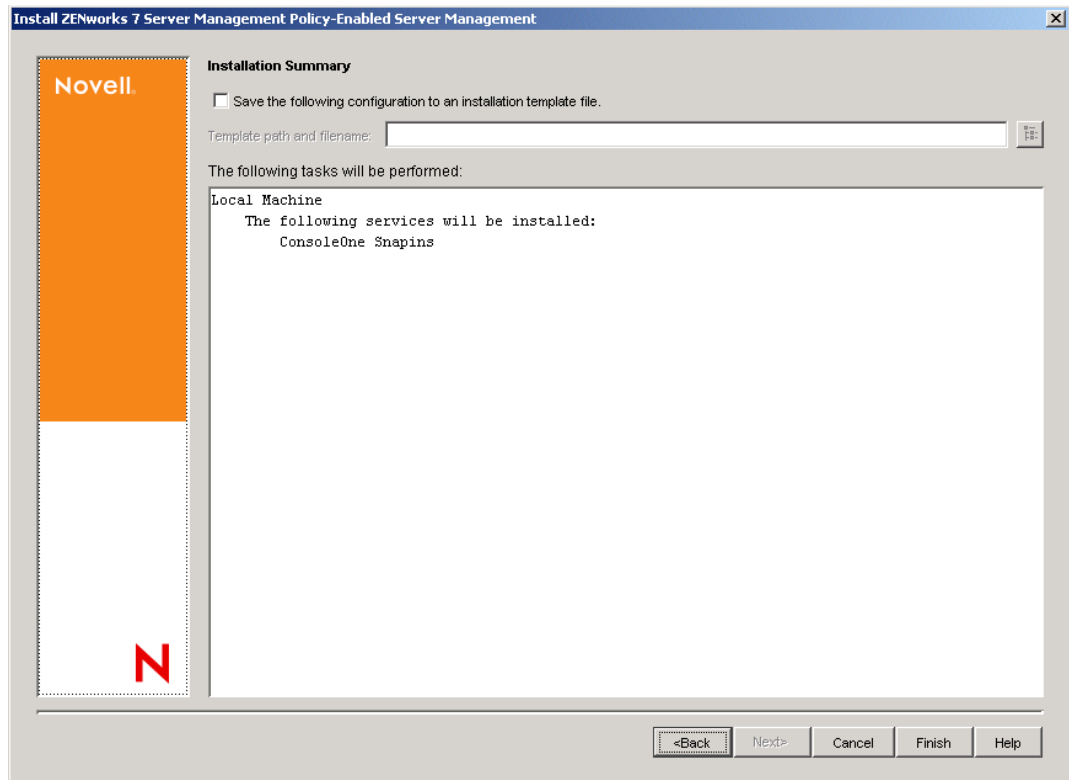 Install ZENworks 7 Server Management Policy-Enabled Server Management
Novell.
Installation Summary
Save the following configuration to an installation template file.
Template path and filename:
The following tasks will be performed:
Local Machine
The following services will be installed:
ConsoleOne Snapins
N
<Back Next> Cancel Finish Help